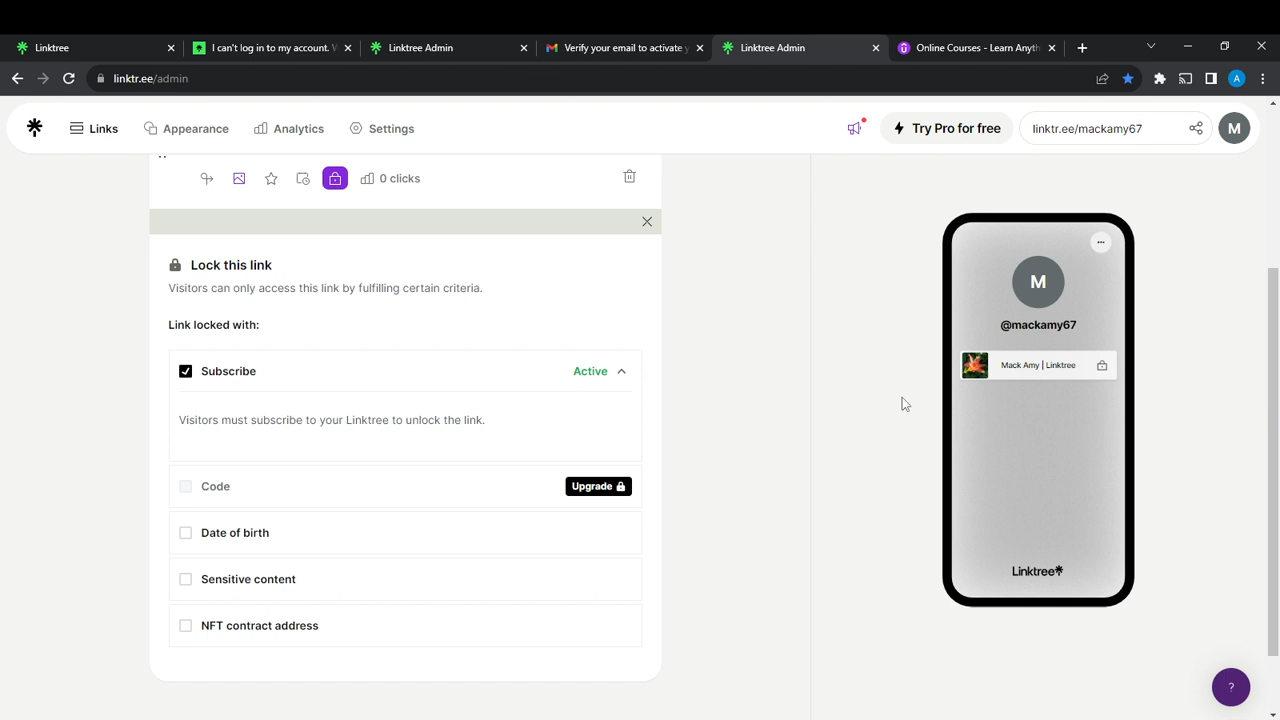 Linktree
I can't log in to my account. W
Linktree Admin
Verify your email to activate y
Linktree Admin
Online Courses - Learn Anyth
linktr.ee/admin
A
Links
Appearance
Analytics
Settings
Try Pro for free
linktr.ee/mackamy67
M
0 clicks
Lock this link
Visitors can only access this link by fulfilling certain criteria.
Link locked with:
Subscribe
Active
Visitors must subscribe to your Linktree to unlock the link.
Code
Upgrade
Date of birth
Sensitive content
NFT contract address
M
@mackamy67
Mack Amy | Linktree
Linktree
?